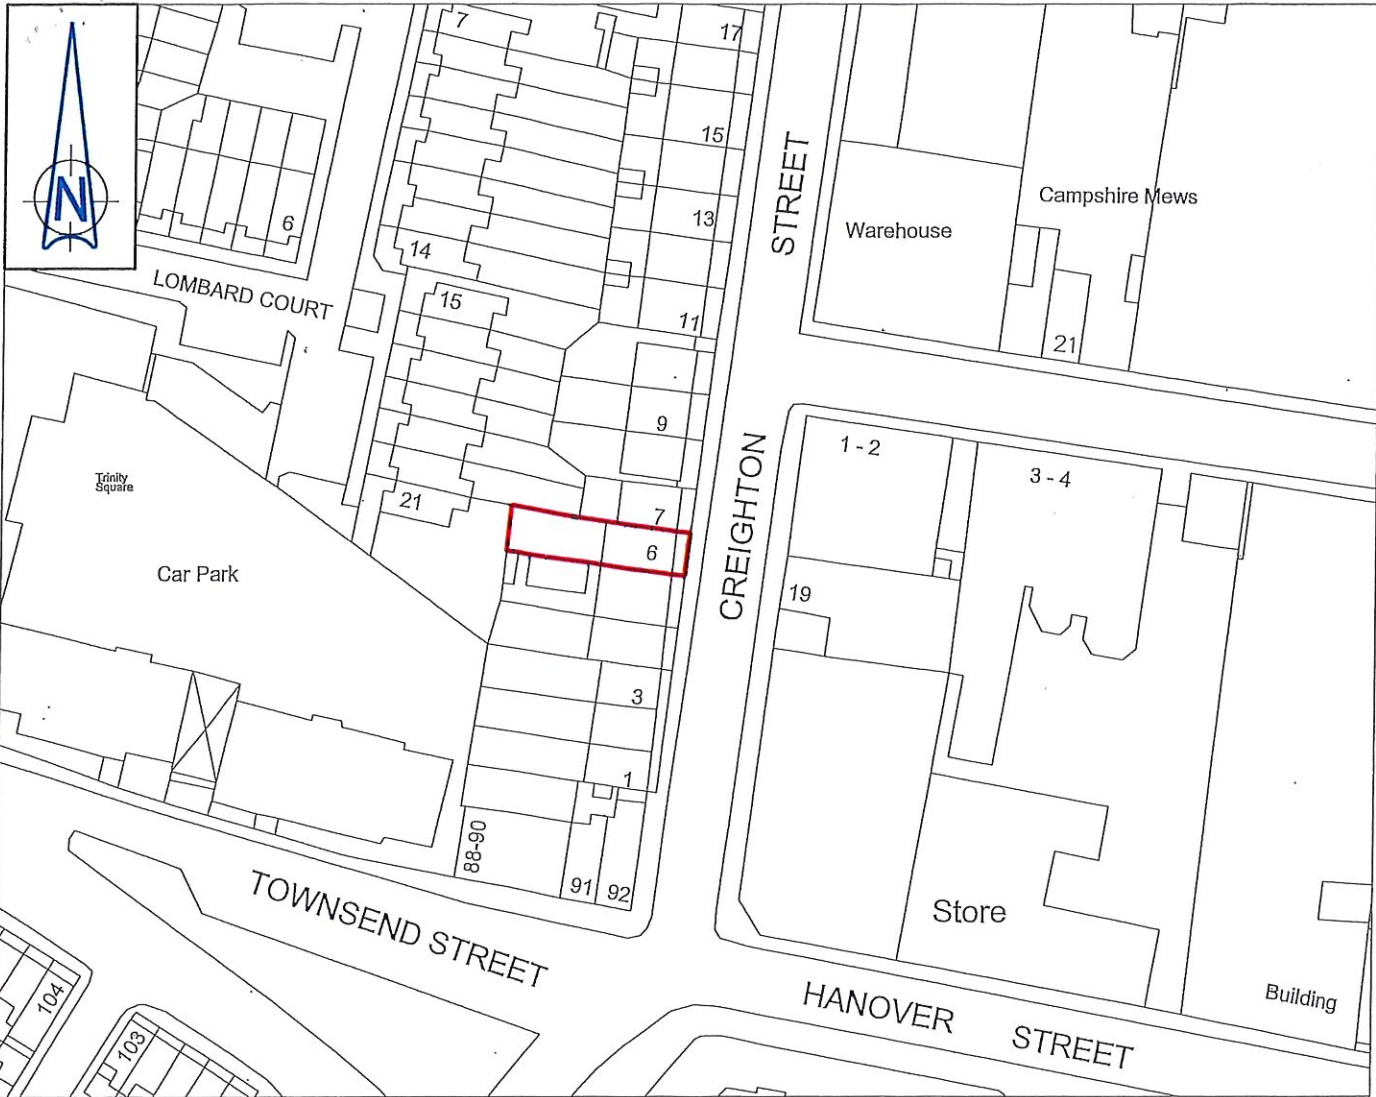 7
17
N
15
13
14
6
15
11
LOMBARD COURT
STREET
Warehouse
Campshire Mews
21
9
1 - 2
3 - 4
Trinity
Square
21
7
6
CREIGHTON
Car Park
19
3
1
88-90
91
92
TOWNSEND STREET
Store
104
103
HANOVER STREET
Building